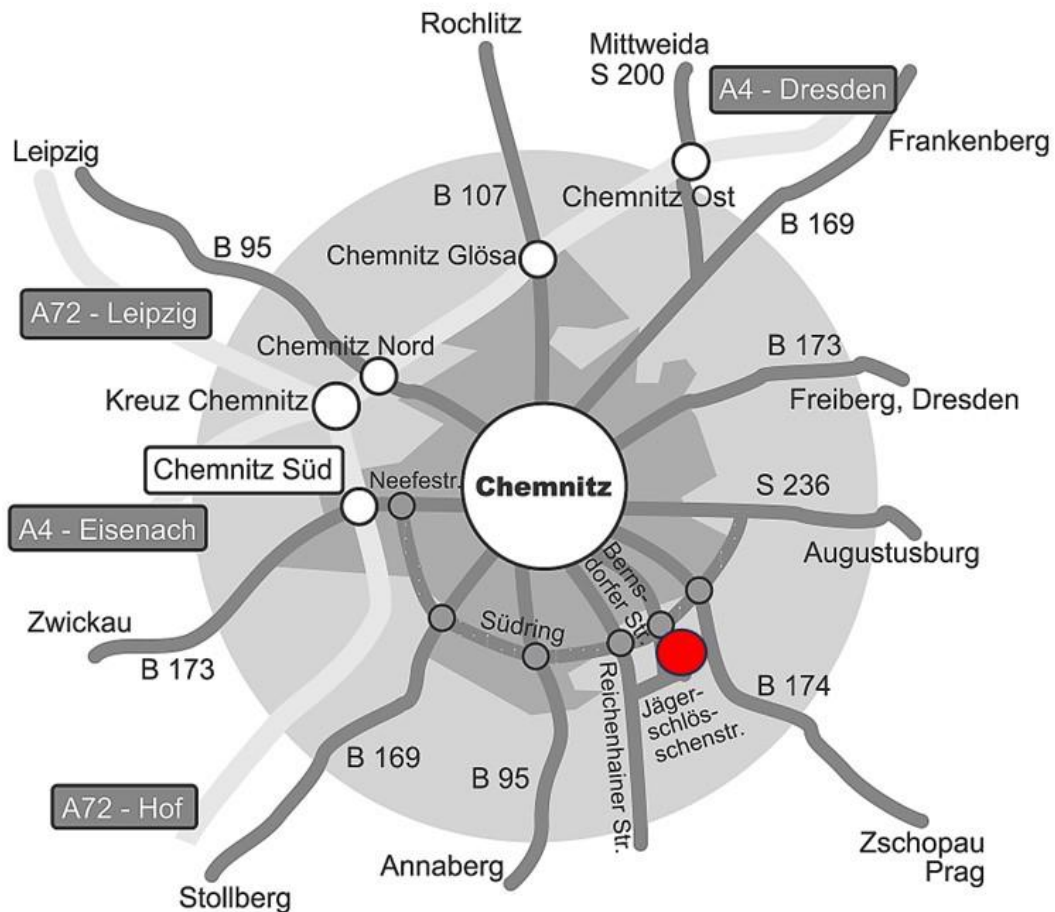 Rochlitz
Mittweida
S 200
A4 - Dresden
Leipzig
Frankenberg
B 107
Chemnitz Ost
B 95
Chemnitz Glösa
B 169
A72 - Leipzig
Chemnitz Nord
B 173
Kreuz Chemnitz
Freiberg, Dresden
Chemnitz Süd
Neefestr.
Chemnitz
S 236
A4 - Eisenach
Augustusburg
Berns-
dorfer Str.
Zwickau
Südring
B 173
Reichenhainer Str.
Jäger-
schlös-
schenstr.
B 174
B 169
B 95
A72 - Hof
Annaberg
Zschopau
Prag
Stollberg